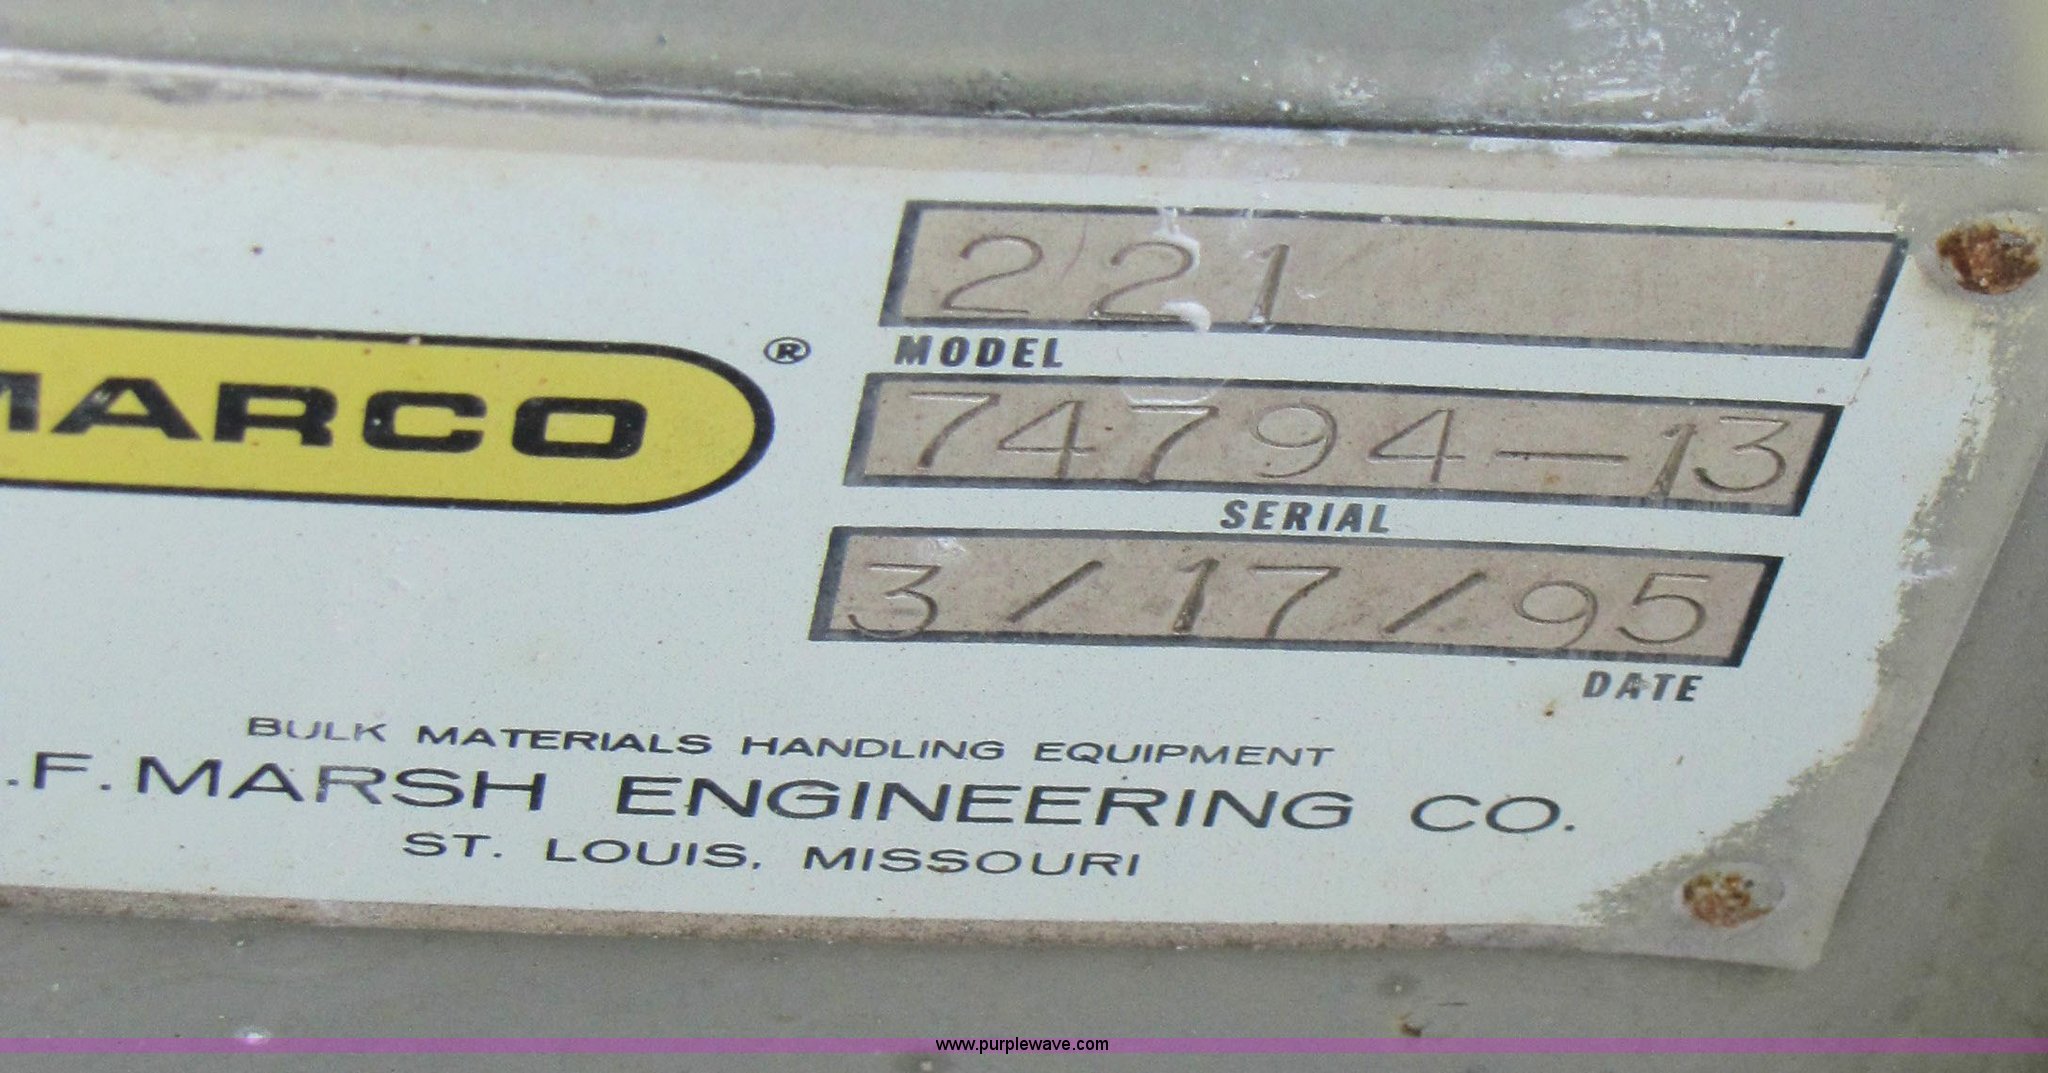 221
MODEL
MARCO®
74794-13
SERIAL
3/17/95
DATE
BULK MATERIALS HANDLING EQUIPMENT
.F. MARSH ENGINEERING CO.
ST. LOUIS, MISSOURI
www.purplewave.com